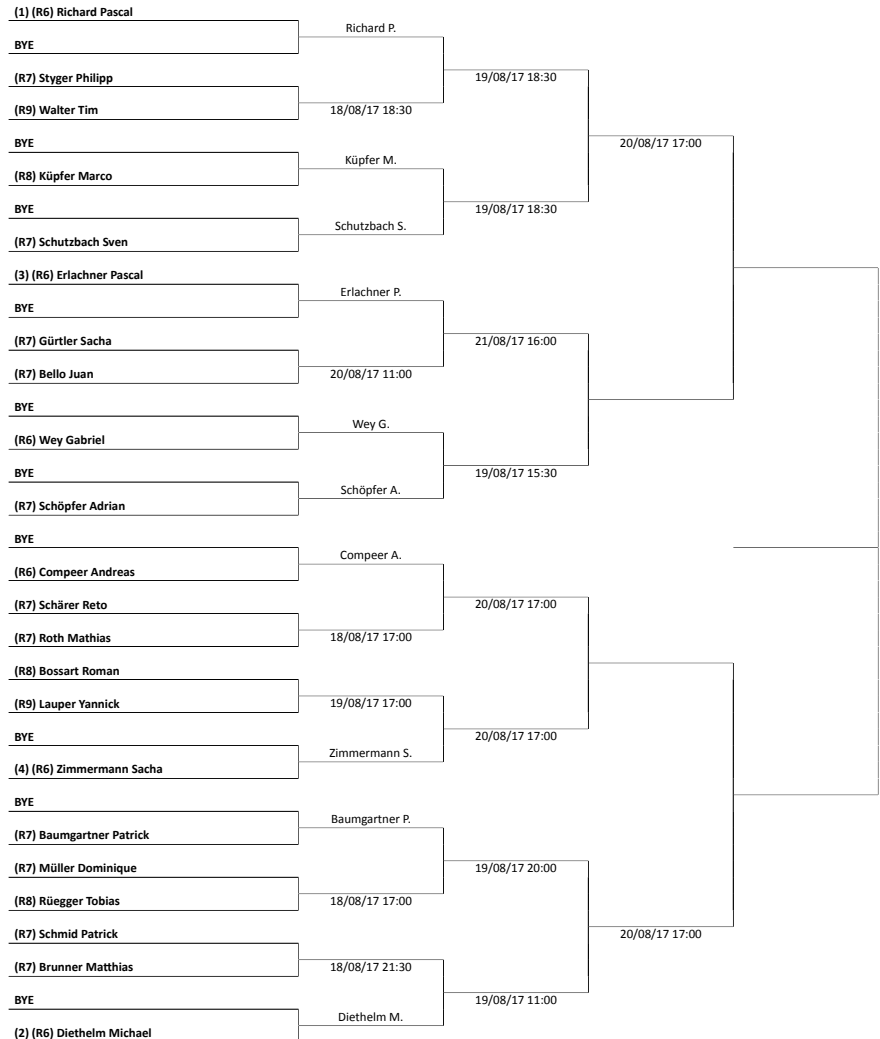 (1) (R6) Richard Pascal
Richard P.
BYE
(R7) Styger Philipp
19/08/17 18:30
(R9) Walter Tim
18/08/17 18:30
BYE
20/08/17 17:00
Küpfer M.
(R8) Küpfer Marco
BYE
19/08/17 18:30
Schutzbach S.
(R7) Schutzbach Sven
(3) (R6) Erlachner Pascal
Erlachner P.
BYE
(R7) Gürtler Sacha
21/08/17 16:00
(R7) Bello Juan
20/08/17 11:00
BYE
Wey G.
(R6) Wey Gabriel
BYE
19/08/17 15:30
Schöpfer A.
(R7) Schöpfer Adrian
BYE
Compeer A.
(R6) Compeer Andreas
(R7) Schärer Reto
20/08/17 17:00
(R7) Roth Mathias
18/08/17 17:00
(R8) Bossart Roman
(R9) Lauper Yannick
19/08/17 17:00
BYE
20/08/17 17:00
Zimmermann S.
(4) (R6) Zimmermann Sacha
BYE
Baumgartner P.
(R7) Baumgartner Patrick
(R7) Müller Dominique
19/08/17 20:00
(R8) Rüegger Tobias
18/08/17 17:00
(R7) Schmid Patrick
20/08/17 17:00
(R7) Brunner Matthias
18/08/17 21:30
BYE
19/08/17 11:00
Diethelm M.
(2) (R6) Diethelm Michael